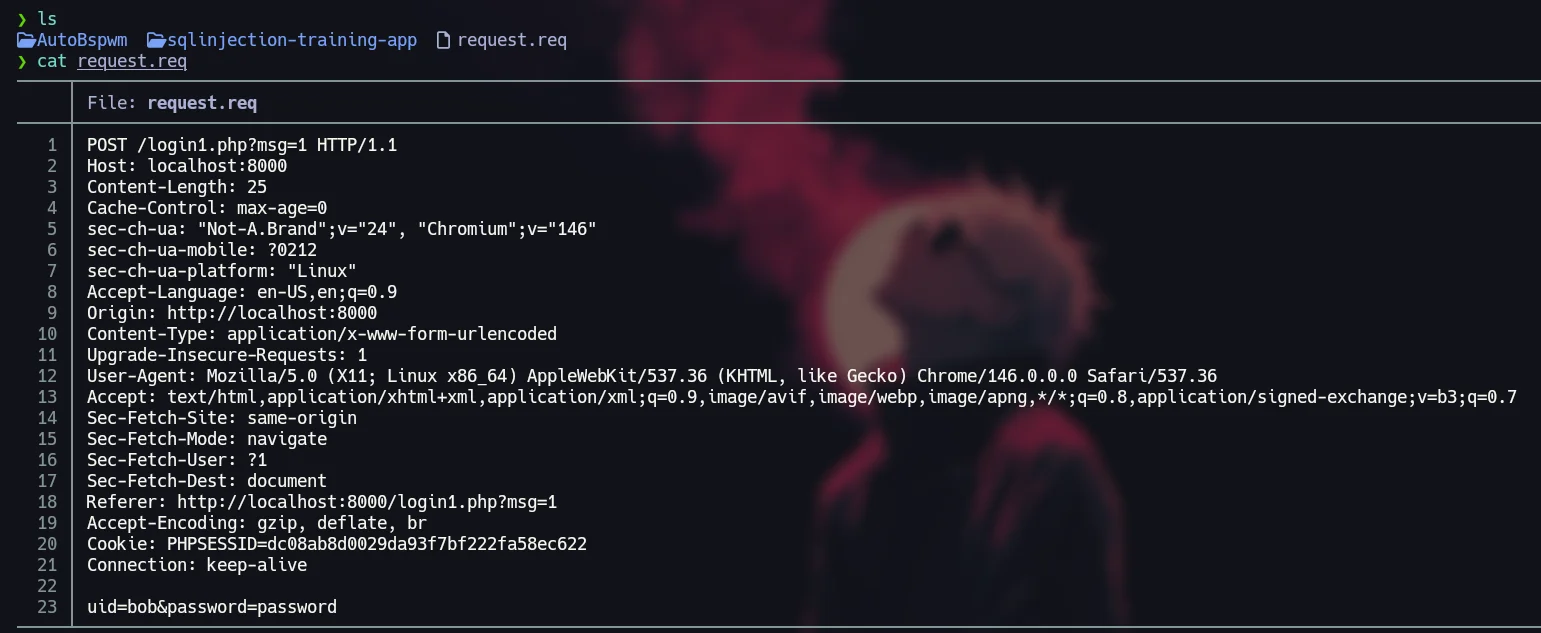 ❯ ls
AutoBspwm sqlinjection-training-app request.req
❯ cat request.req
File: request.req
1 POST /login1.php?msg=1 HTTP/1.1
2 Host: localhost:8000
3 Content-Length: 25
4 Cache-Control: max-age=0
5 sec-ch-ua: "Not-A.Brand";v="24", "Chromium";v="146"
6 sec-ch-ua-mobile: ?0212
7 sec-ch-ua-platform: "Linux"
8 Accept-Language: en-US,en;q=0.9
9 Origin: http://localhost:8000
10 Content-Type: application/x-www-form-urlencoded
11 Upgrade-Insecure-Requests: 1
12 User-Agent: Mozilla/5.0 (X11; Linux x86_64) AppleWebKit/537.36 (KHTML, like Gecko) Chrome/146.0.0.0 Safari/537.36
13 Accept: text/html,application/xhtml+xml,application/xml;q=0.9,image/avif,image/webp,image/apng,*/*;q=0.8,application/signed-exchange;v=b3;q=0.7
14 Sec-Fetch-Site: same-origin
15 Sec-Fetch-Mode: navigate
16 Sec-Fetch-User: ?1
17 Sec-Fetch-Dest: document
18 Referer: http://localhost:8000/login1.php?msg=1
19 Accept-Encoding: gzip, deflate, br
20 Cookie: PHPSESSID=dc08ab8d0029da93f7bf222fa58ec622
21 Connection: keep-alive
22
23 uid=bob&password=password